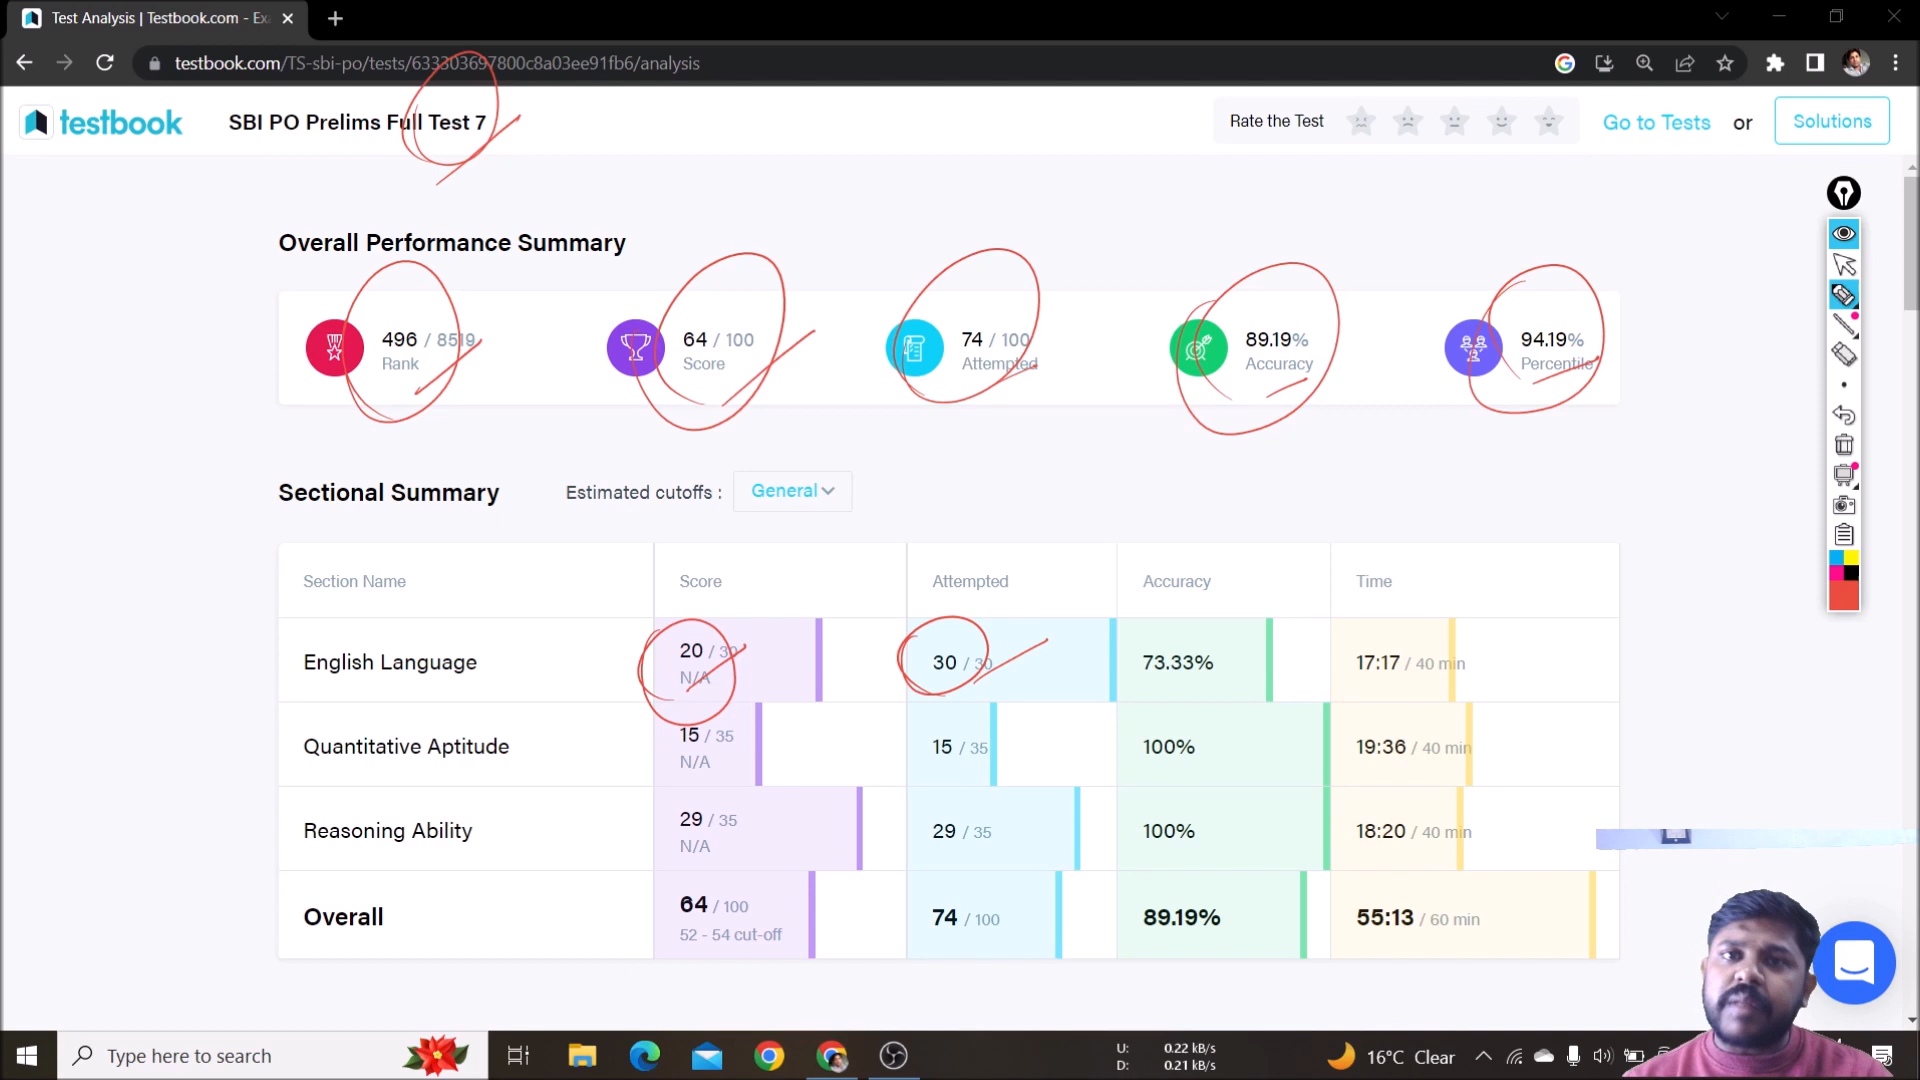 Test Analysis | Testbook.com - Ex
testbook.com/TS-sbi-po/tests/633303697800c8a03ee91fb6/analysis
testbook
SBI PO Prelims Full Test 7
Rate the Test
Go to Tests or Solutions
Overall Performance Summary
496 / 8519
Rank
64 / 100
Score
74 / 100
Attempted
89.19%
Accuracy
94.19%
Percentile
Sectional Summary
Estimated cutoffs : General
Section Name Score Attempted Accuracy Time
English Language 20 / 30 N/A 30 / 30 73.33% 17:17 / 40 min
Quantitative Aptitude 15 / 35 N/A 15 / 35 100% 19:36 / 40 min
Reasoning Ability 29 / 35 N/A 29 / 35 100% 18:20 / 40 min
Overall 64 / 100 52 - 54 cut-off 74 / 100 89.19% 55:13 / 60 min
Type here to search
U: 0.22 kB/s
D: 0.21 kB/s
16°C Clear